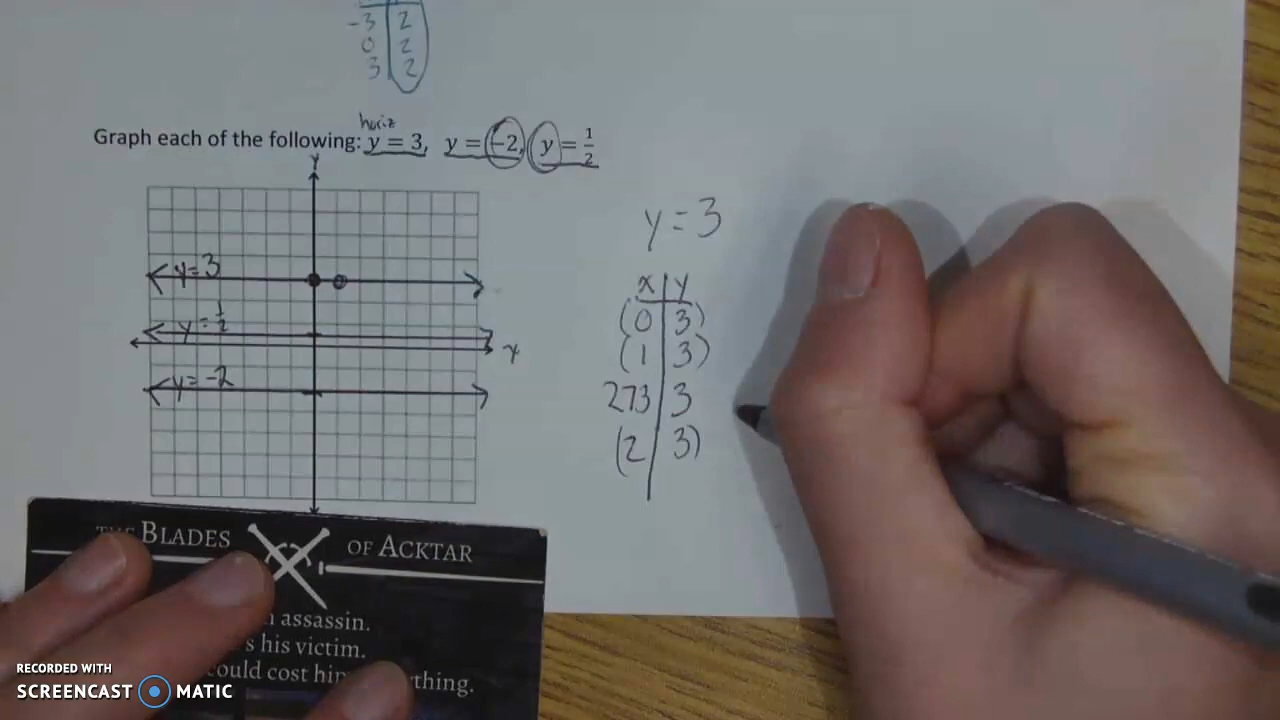 -3 2
0 2
3 2
horiz
Graph each of the following: y = 3, y = -2, y = 1/2
y
y=3
y=1/2
x
y=-2
y=3
x y
(0 3)
(1 3)
273 3
(2 3)
THE BLADES OF ACKTAR
assassin.
his victim.
could cost him
RECORDED WITH
SCREENCAST MATIC